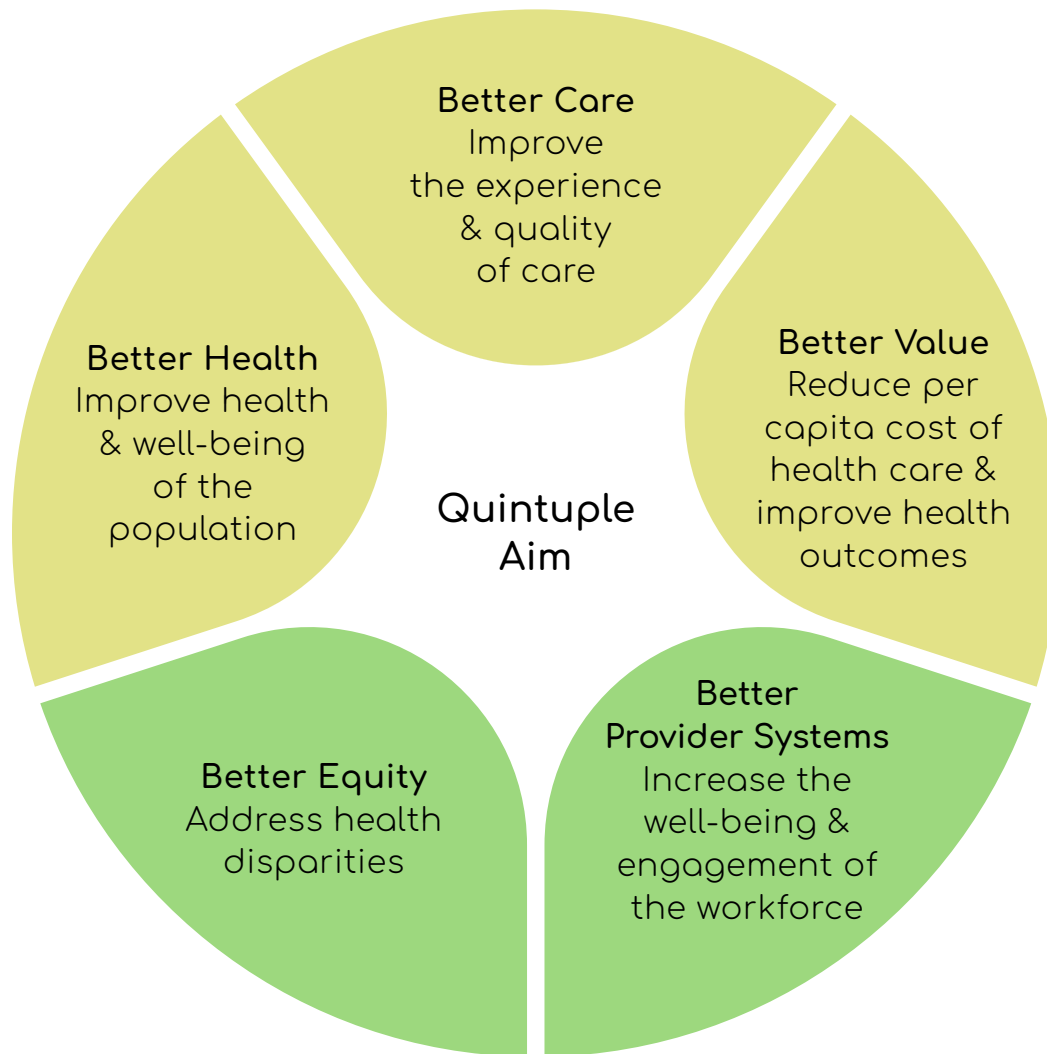 Better Care
Improve
the experience
& quality
of care
Better Health
Improve health
& well-being
of the
population
Better Value
Reduce per
capita cost of
health care &
improve health
outcomes
Quintuple
Aim
Better Equity
Address health
disparities
Better
Provider Systems
Increase the
well-being &
engagement of
the workforce